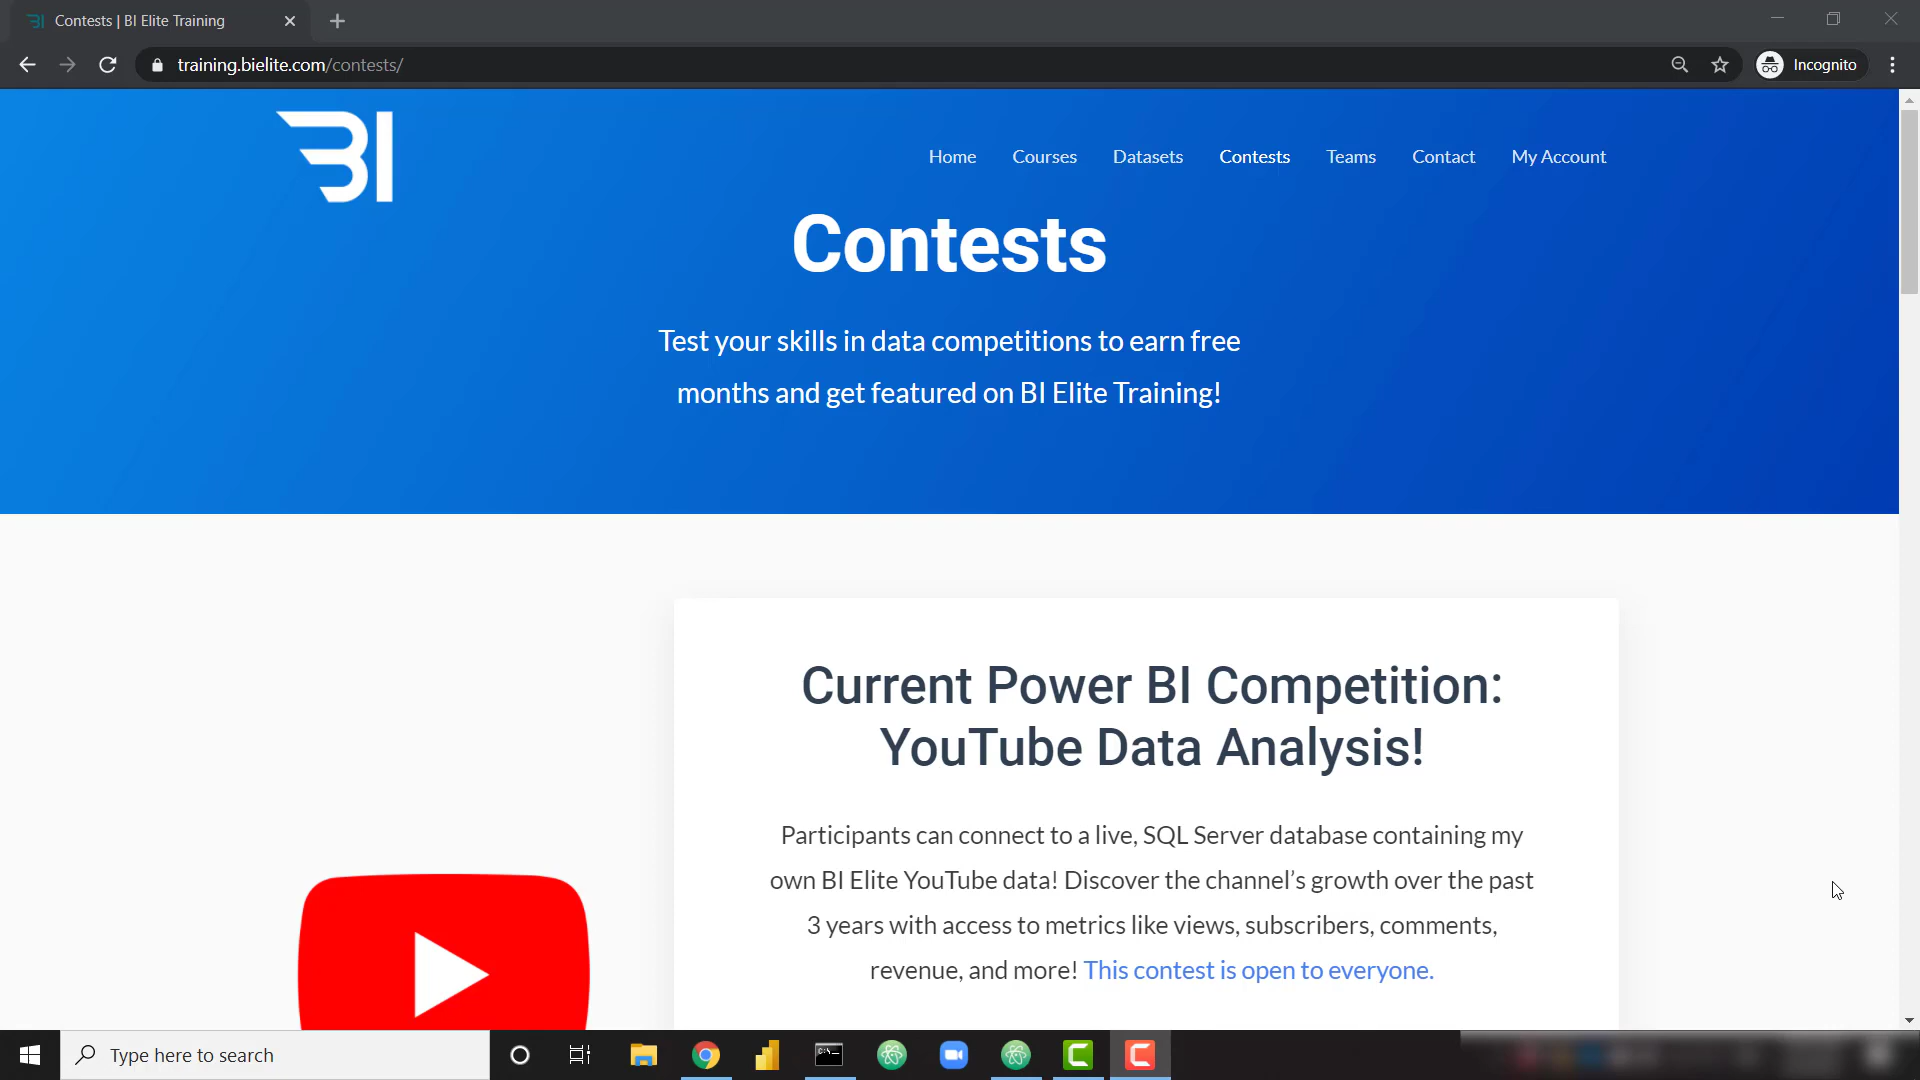 Contests | BI Elite Training
training.bielite.com/contests/
Incognito
BI
Home Courses Datasets Contests Teams Contact My Account
Contests
Test your skills in data competitions to earn free
months and get featured on BI Elite Training!
Current Power BI Competition:
YouTube Data Analysis!
Participants can connect to a live, SQL Server database containing my
own BI Elite YouTube data! Discover the channel’s growth over the past
3 years with access to metrics like views, subscribers, comments,
revenue, and more! This contest is open to everyone.
Type here to search